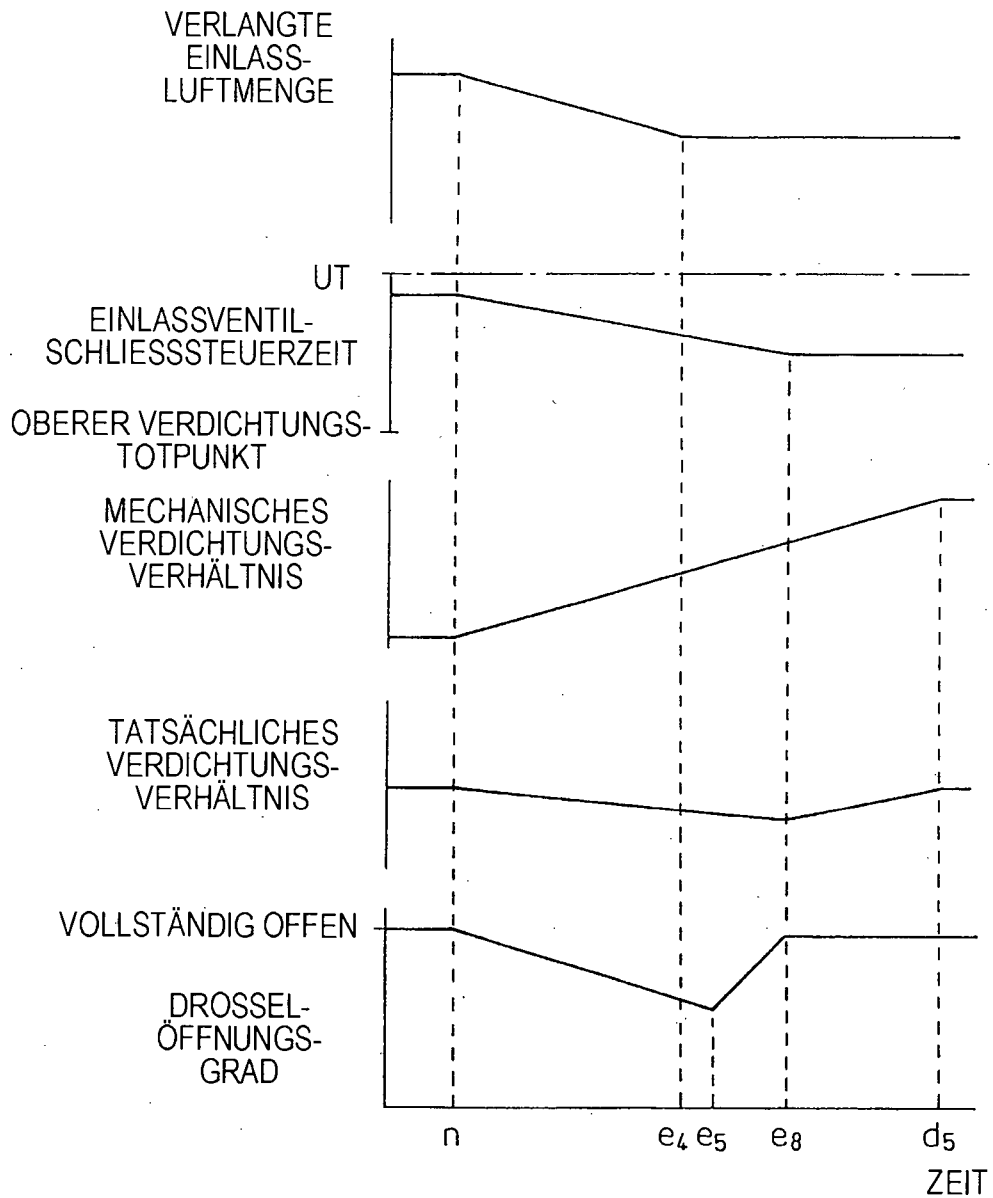 VERLANGTE
EINLASS-
LUFTMENGE
UT
EINLASSVENTIL-
SCHLIESSSTEUERZEIT
OBERER VERDICHTUNGS-
TOTPUNKT
MECHANISCHES
VERDICHTUNGS-
VERHÄLTNIS
TATSÄCHLICHES
VERDICHTUNGS-
VERHÄLTNIS
VOLLSTÄNDIG OFFEN
DROSSEL-
ÖFFNUNGS-
GRAD
n e4 e5 e8 d5
ZEIT